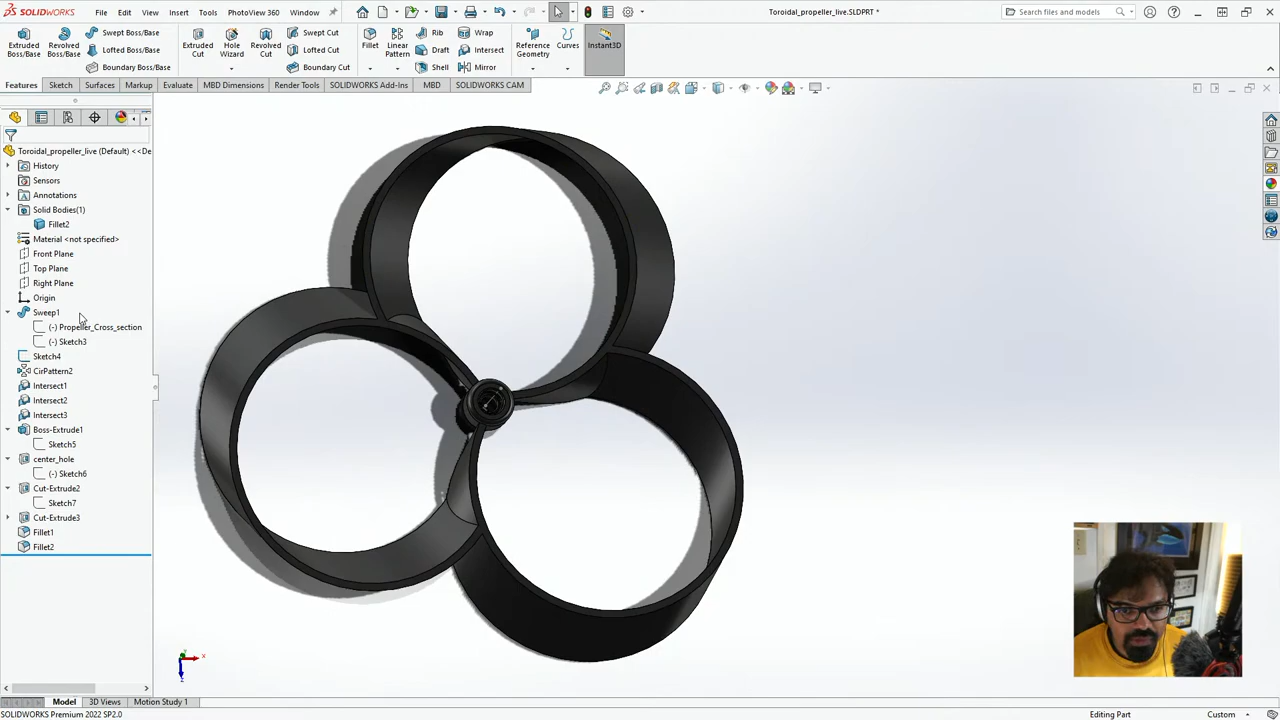 SOLIDWORKS File Edit View Insert Tools PhotoView 360 Window Toroidal_propeller_live.SLDPRT * Search files and models
Extruded Boss/Base
Revolved Boss/Base
Swept Boss/Base
Lofted Boss/Base
Boundary Boss/Base
Extruded Cut
Hole Wizard
Revolved Cut
Swept Cut
Lofted Cut
Boundary Cut
Fillet
Linear Pattern
Rib
Draft
Shell
Wrap
Intersect
Mirror
Reference Geometry
Curves
Instant3D
Features Sketch Surfaces Markup Evaluate MBD Dimensions Render Tools SOLIDWORKS Add-Ins MBD SOLIDWORKS CAM
Toroidal_propeller_live (Default) <<De
History
Sensors
Annotations
Solid Bodies(1)
Fillet2
Material <not specified>
Front Plane
Top Plane
Right Plane
Origin
Sweep1
(-) Propeller_Cross_section
(-) Sketch3
Sketch4
CirPattern2
Intersect1
Intersect2
Intersect3
Boss-Extrude1
Sketch5
center_hole
(-) Sketch6
Cut-Extrude2
Sketch7
Cut-Extrude3
Fillet1
Fillet2
Model 3D Views Motion Study 1
SOLIDWORKS Premium 2022 SP2.0 Editing Part Custom